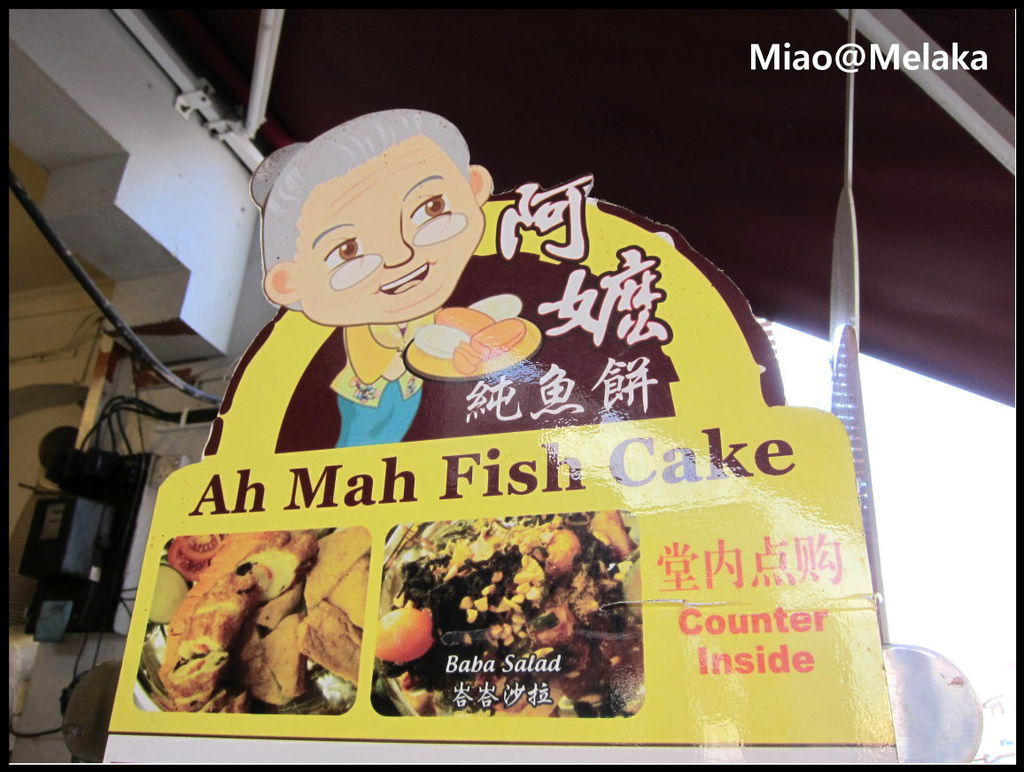 Miao@Melaka
阿
嬤
純魚餅
Ah Mah Fish Cake
堂内点购
Counter
Inside
Baba Salad
峇峇沙拉